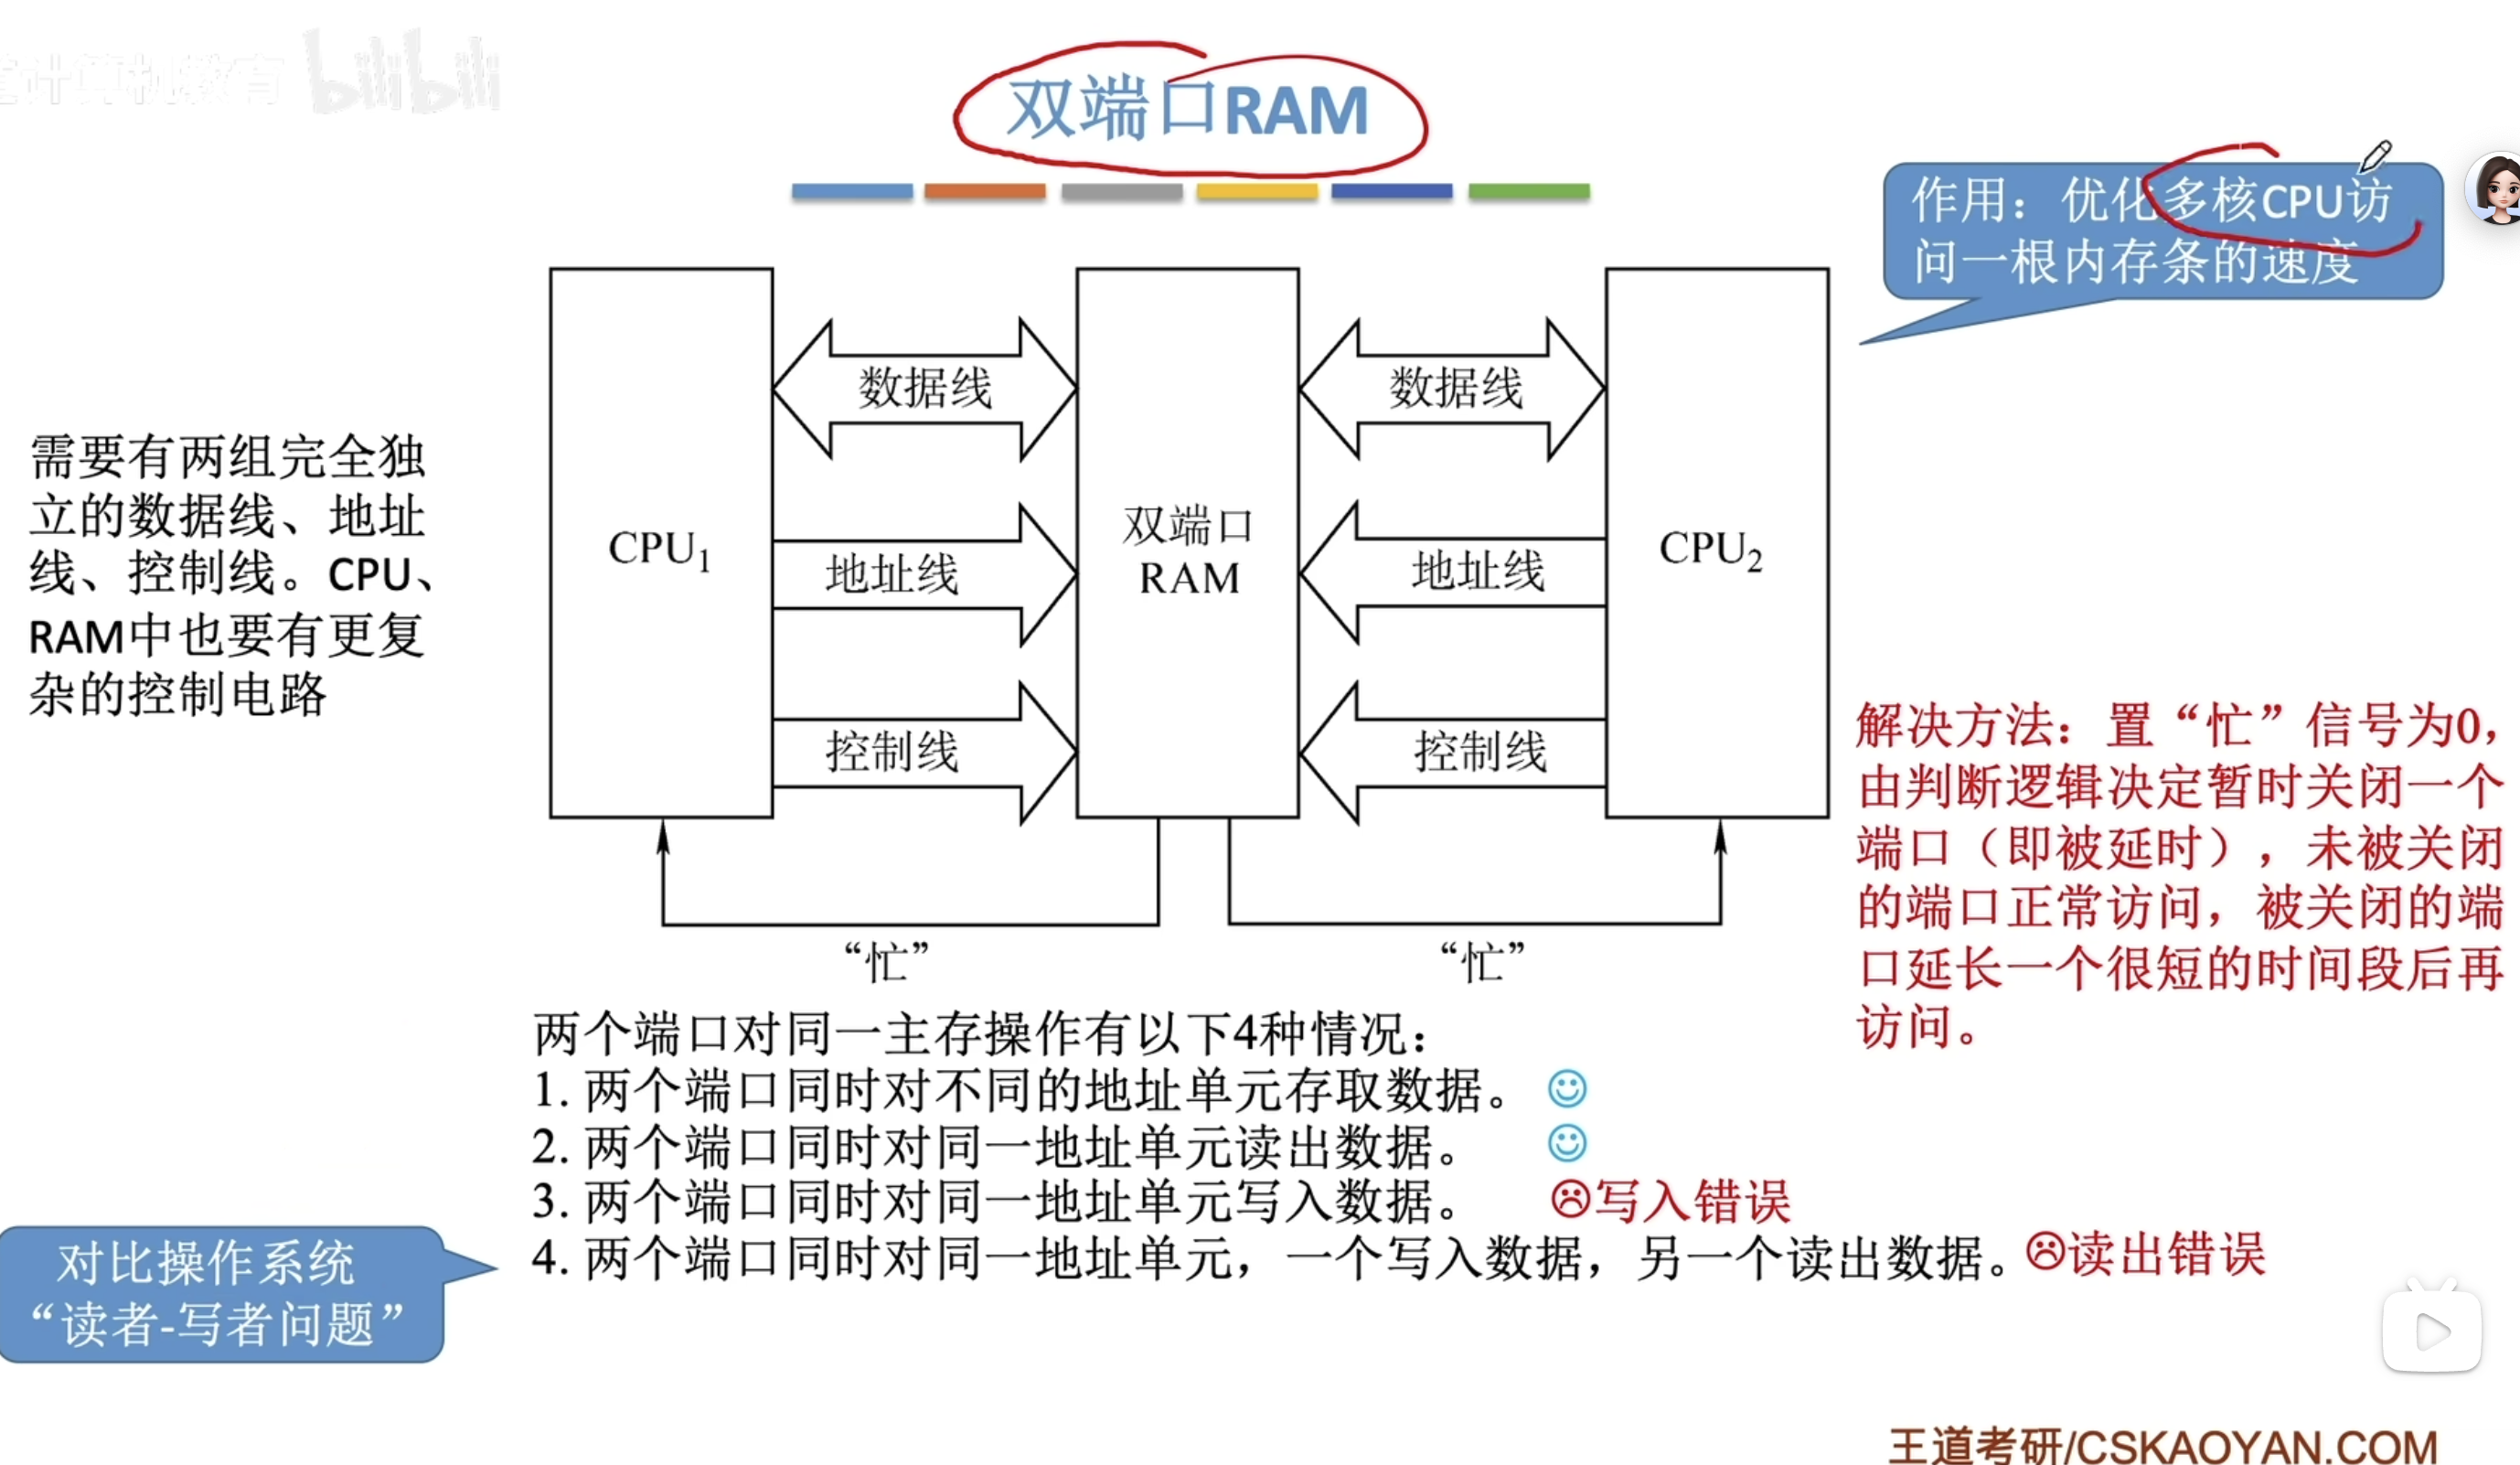 计算机教育 bilibili
双端口RAM
作用：优化多核CPU访
问一根内存条的速度
需要有两组完全独
立的数据线、地址
线、控制线。CPU、
RAM中也要有更复
杂的控制电路
CPU1
数据线
地址线
控制线
双端口
RAM
数据线
地址线
控制线
CPU2
“忙”
“忙”
解决方法：置“忙”信号为0，
由判断逻辑决定暂时关闭一个
端口（即被延时），未被关闭
的端口正常访问，被关闭的端
口延长一个很短的时间段后再
访问。
两个端口对同一主存操作有以下4种情况：
1. 两个端口同时对不同的地址单元存取数据。
2. 两个端口同时对同一地址单元读出数据。
3. 两个端口同时对同一地址单元写入数据。 写入错误
4. 两个端口同时对同一地址单元，一个写入数据，另一个读出数据。 读出错误
对比操作系统
“读者-写者问题”
王道考研/CSKAOYAN.COM